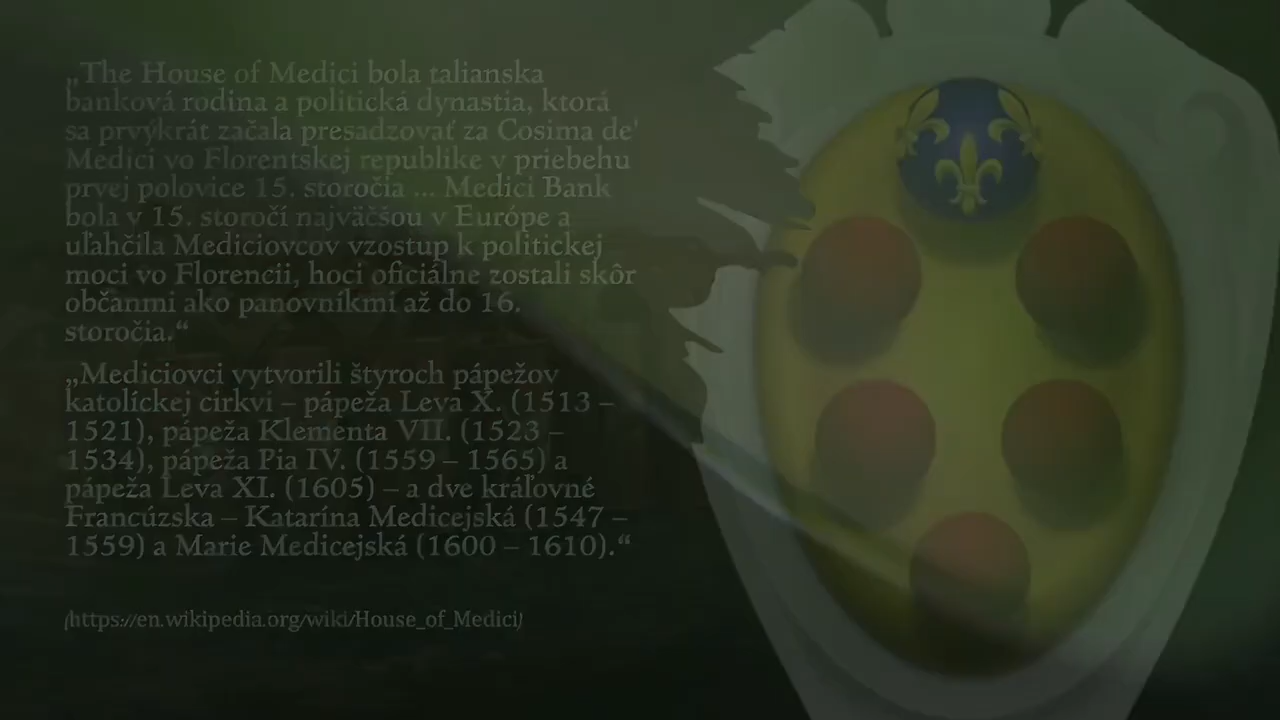 „The House of Medici bola talianska
banková rodina a politická dynastia, ktorá
sa prvýkrát začala presadzovať za Cosima de'
Medici vo Florentskej republike v priebehu
prvej polovice 15. storočia ... Medici Bank
bola v 15. storočí najväčšou v Európe a
uľahčila Mediciovcov vzostup k politickej
moci vo Florencii, hoci oficiálne zostali skôr
občanmi ako panovníkmi až do 16.
storočia.“
„Mediciovci vytvorili štyroch pápežov
katolíckej cirkvi – pápeža Leva X. (1513 –
1521), pápeža Klementa VII. (1523 –
1534), pápeža Pia IV. (1559 – 1565) a
pápeža Leva XI. (1605) – a dve kráľovné
Francúzska – Katarína Medicejská (1547 –
1559) a Marie Medicejská (1600 – 1610).“
(https://en.wikipedia.org/wiki/House_of_Medici)